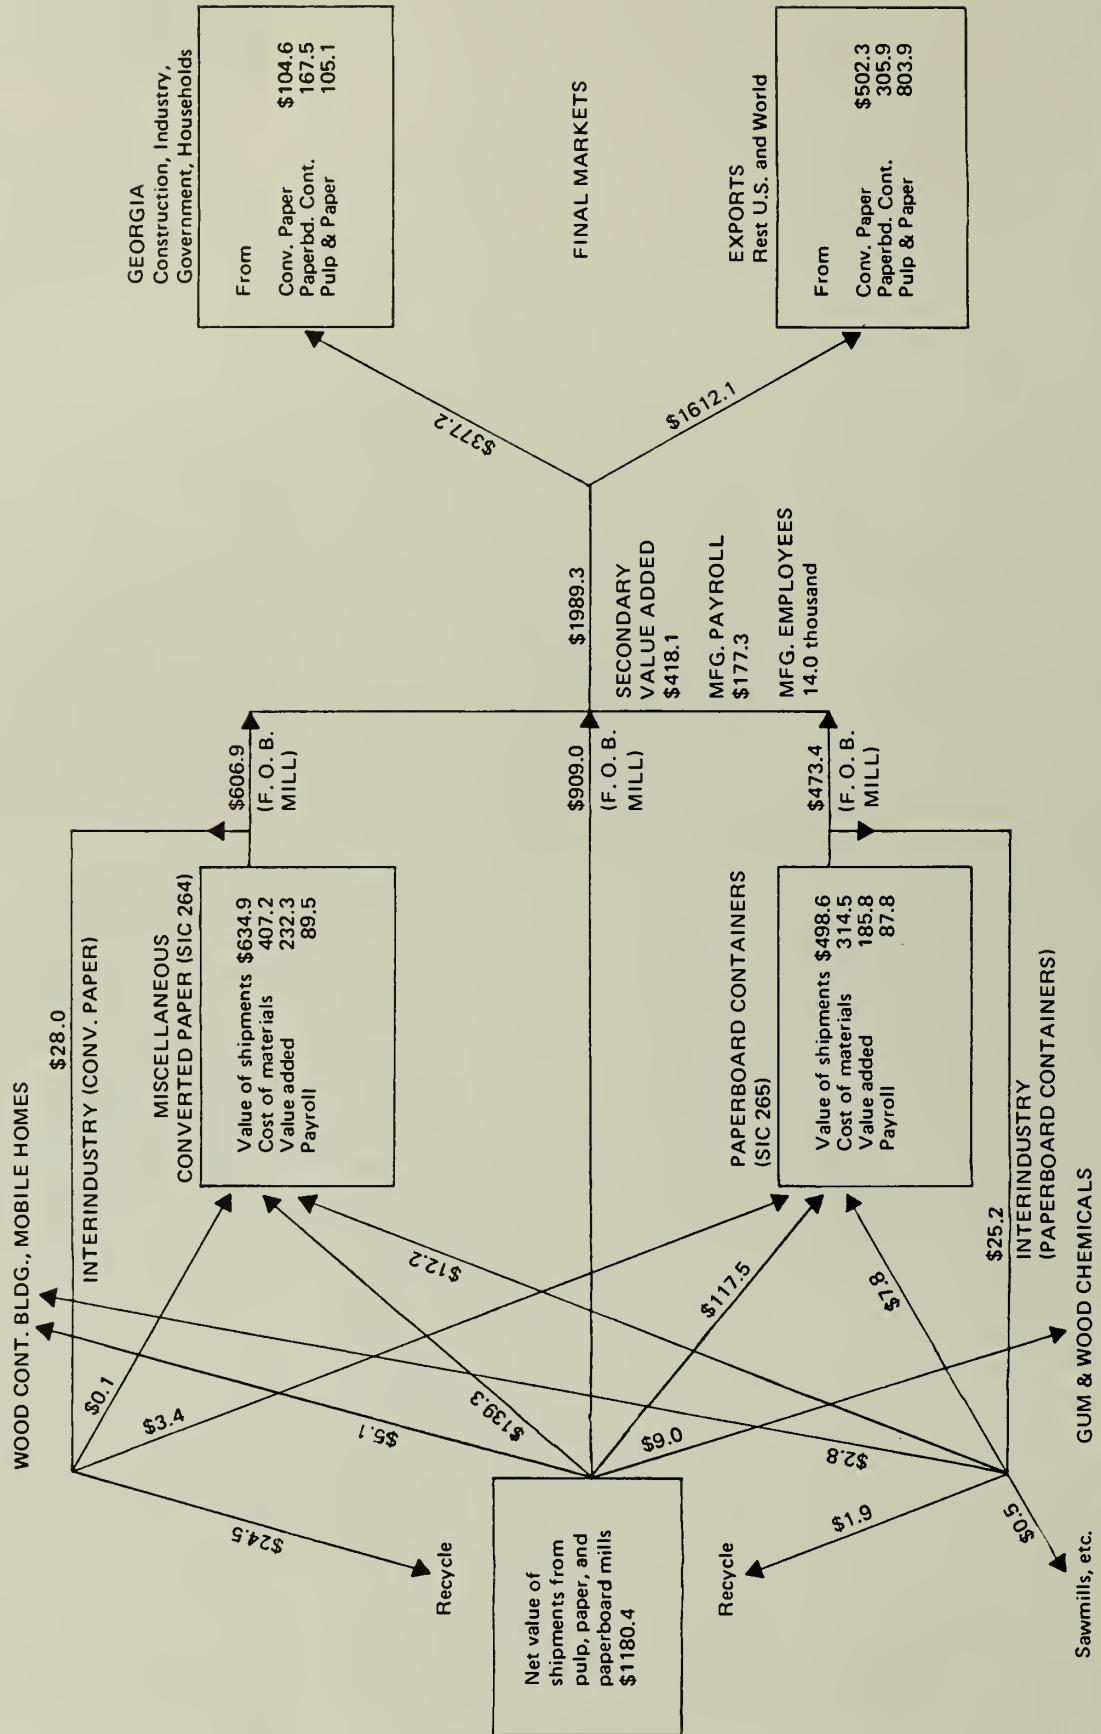 WOOD CONT. BLDG., MOBILE HOMES
$28.0
INTERINDUSTRY (CONV. PAPER)
$0.1
$3.4
$24.5
$5.1
$139.3
$12.2
Recycle
Net value of
shipments from
pulp, paper, and
paperboard mills
$1180.4
Recycle
$9.0
$117.5
$2.8
$7.8
$1.9
$0.5
$25.2
INTERINDUSTRY
(PAPERBOARD CONTAINERS)
Sawmills, etc.
GUM & WOOD CHEMICALS
MISCELLANEOUS
CONVERTED PAPER (SIC 264)
Value of shipments $634.9
Cost of materials 407.2
Value added 232.3
Payroll 89.5
PAPERBOARD CONTAINERS
(SIC 265)
Value of shipments $498.6
Cost of materials 314.5
Value added 185.8
Payroll 87.8
$606.9
(F. O. B.
MILL)
$909.0
(F. O. B.
MILL)
$473.4
(F. O. B.
MILL)
$1989.3
SECONDARY
VALUE ADDED
$418.1
MFG. PAYROLL
$177.3
MFG. EMPLOYEES
14.0 thousand
$377.2
$1612.1
GEORGIA
Construction, Industry,
Government, Households
From
Conv. Paper $104.6
Paperbd. Cont. 167.5
Pulp & Paper 105.1
FINAL MARKETS
EXPORTS
Rest U.S. and World
From
Conv. Paper $502.3
Paperbd. Cont. 305.9
Pulp & Paper 803.9